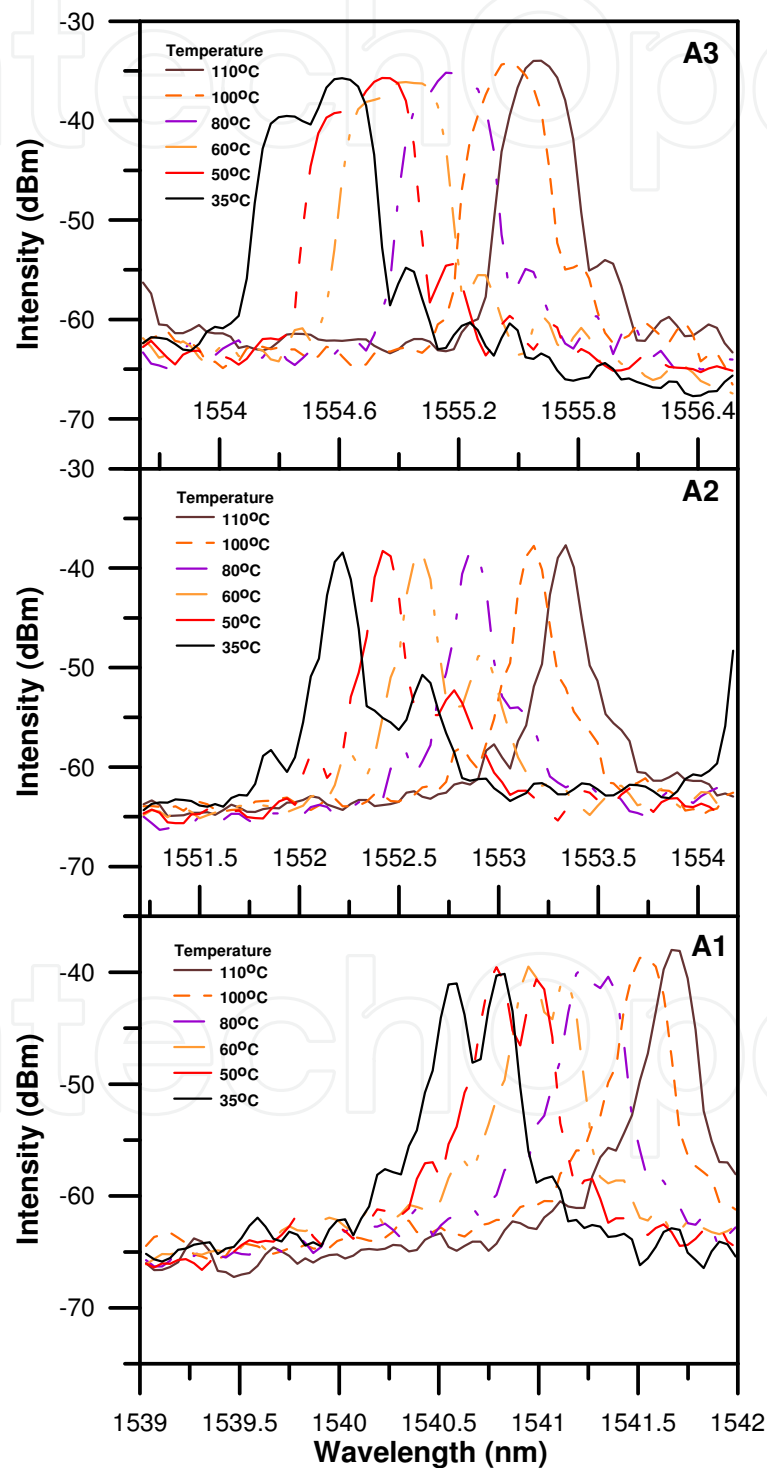 -30
A3
Temperature
110ºC
100ºC
80ºC
60ºC
50ºC
35ºC
-40
-50
-60
-70
Intensity (dBm)
1554
1554.6
1555.2
1555.8
1556.4
-30
A2
Temperature
110ºC
100ºC
80ºC
60ºC
50ºC
35ºC
-40
-50
-60
-70
Intensity (dBm)
1551.5
1552
1552.5
1553
1553.5
1554
A1
Temperature
110ºC
100ºC
80ºC
60ºC
50ºC
35ºC
-40
-50
-60
-70
Intensity (dBm)
1539
1539.5
1540
1540.5
1541
1541.5
1542
Wavelength (nm)